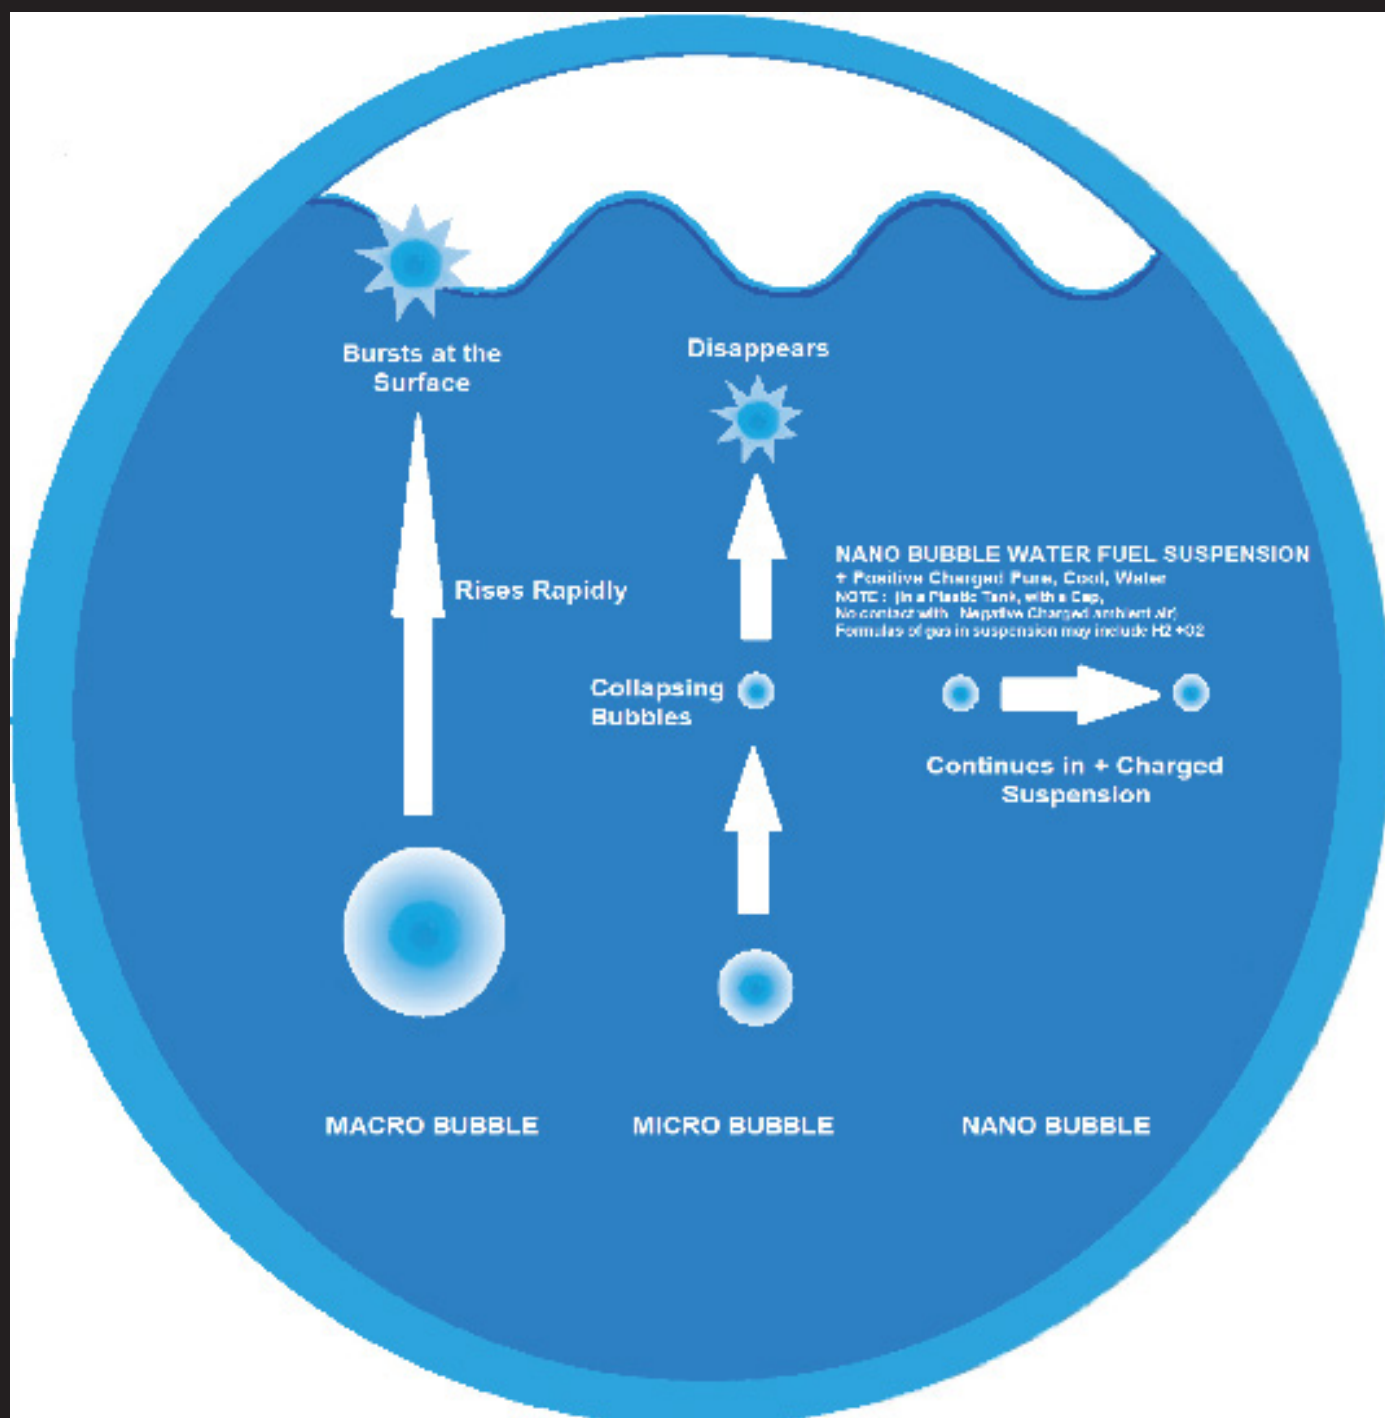 Bursts at the
Surface
Disappears
Rises Rapidly
NANO BUBBLE WATER FUEL SUSPENSION
+ Positive Charged Pure, Cool, Water
NOTE : (In a Plastic Tank, with a Cap,
No contact with Negative Charged ambient air)
Formulas of gas in suspension may include H2 +O2
Collapsing
Bubbles
Continues in + Charged
Suspension
MACRO BUBBLE
MICRO BUBBLE
NANO BUBBLE